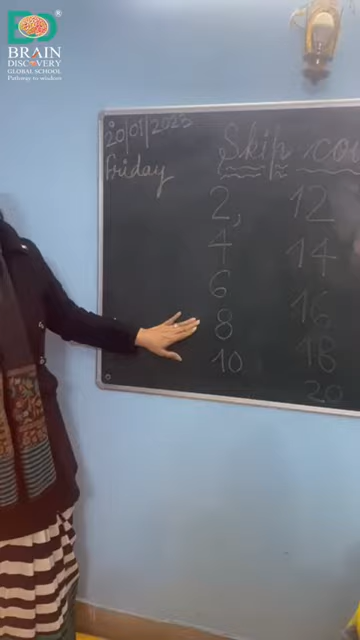 BRAIN
DISCOVERY
GLOBAL SCHOOL
Pathway to wisdom
20/01/2023
Friday
Skip cou
2, 12
4 14
6 16
8 18
10 20